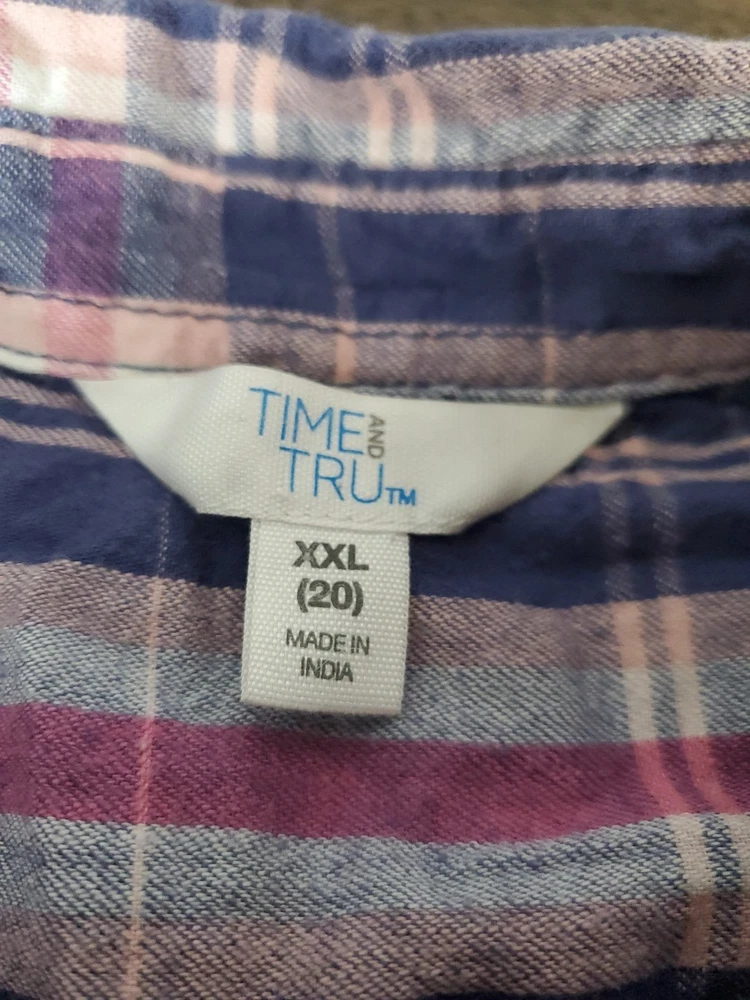 TIME AND
TRU™
XXL
(20)
MADE IN
INDIA